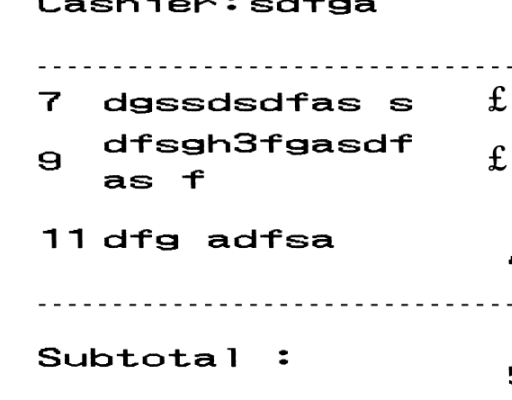 Cashier:sdfga
--------------------------------
7 dgssdsdfas s £
9 dfsgh3fgasdf £
as f
11 dfg adfsa
--------------------------------
Subtotal :